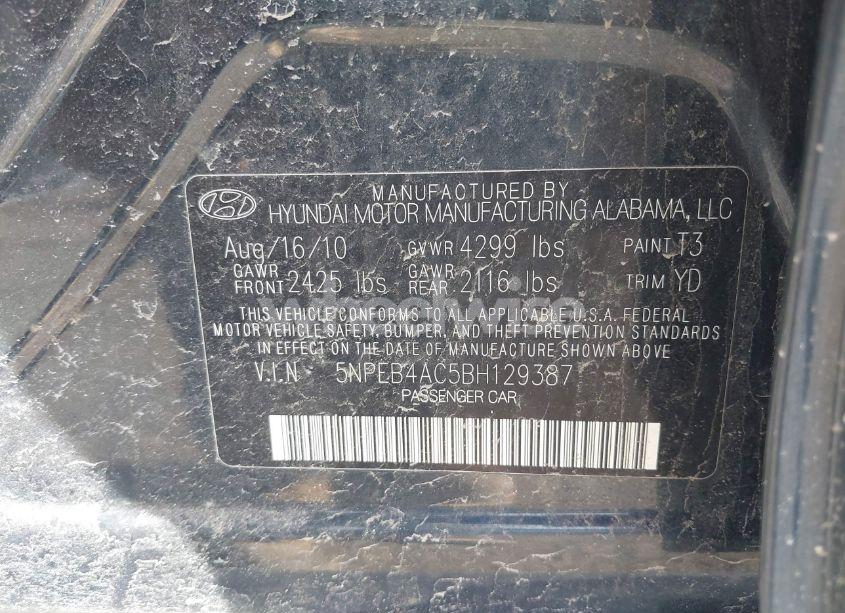 MANUFACTURED BY
HYUNDAI MOTOR MANUFACTURING ALABAMA, LLC
Aug/16/10 GVWR 4299 lbs PAINT T3
GAWR FRONT 2425 lbs GAWR REAR 2116 lbs TRIM YD
THIS VEHICLE CONFORMS TO ALL APPLICABLE U.S.A. FEDERAL
MOTOR VEHICLE SAFETY, BUMPER, AND THEFT PREVENTION STANDARDS
IN EFFECT ON THE DATE OF MANUFACTURE SHOWN ABOVE
V.I.N 5NPEB4AC5BH129387
PASSENGER CAR